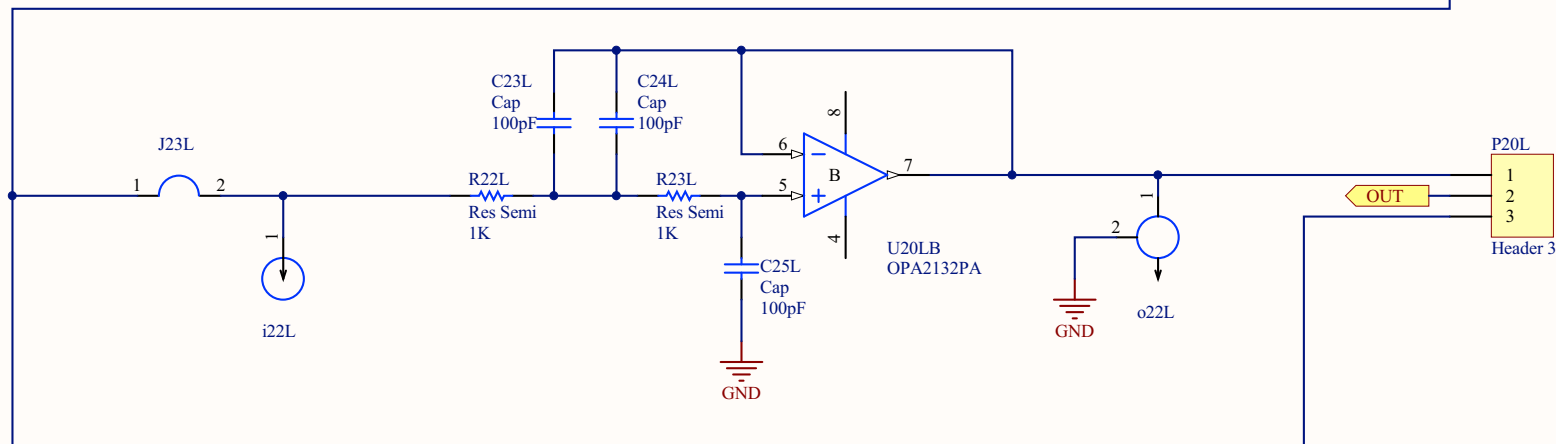 C23L
Cap
100pF
C24L
Cap
100pF
8
J23L
6
P20L
1
2
R22L
R23L
5
B
7
1
Res Semi
Res Semi
OUT
2
1K
1K
1
3
1
4
2
U20LB
Header 3
OPA2132PA
C25L
Cap
100pF
i22L
GND
o22L
GND